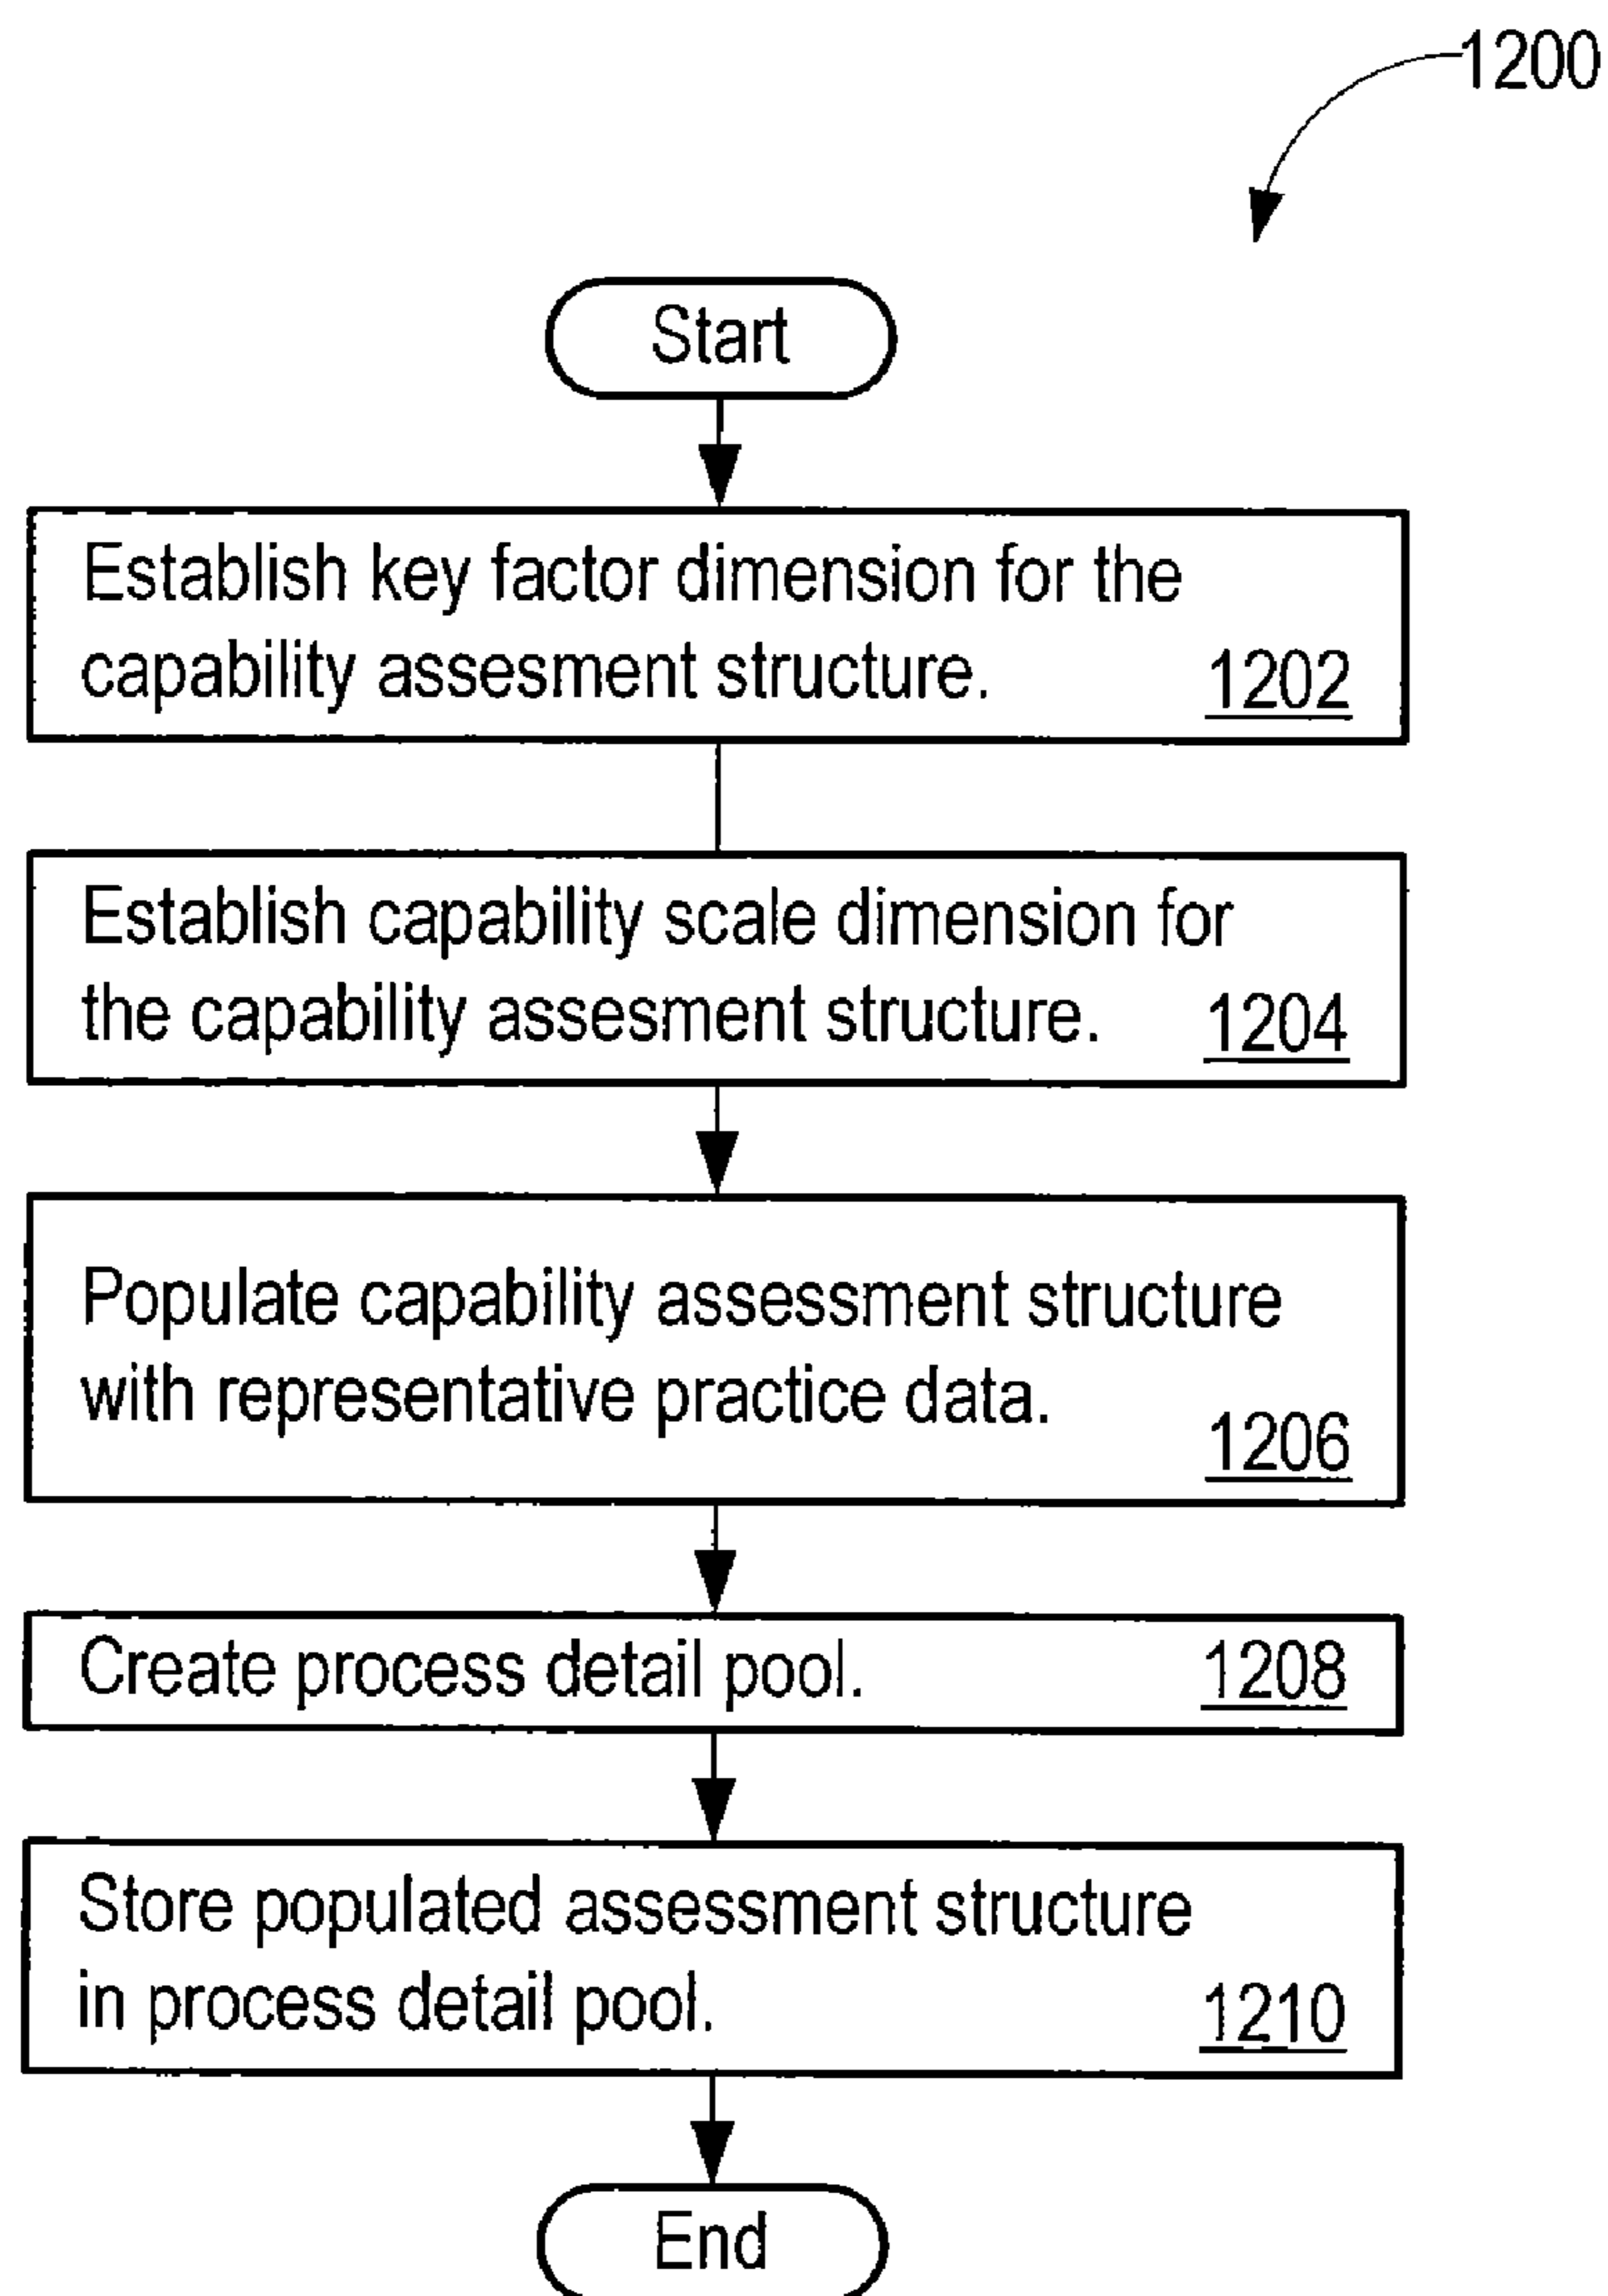 1200
Start
Establish key factor dimension for the
capability assesment structure. 1202
Establish capability scale dimension for
the capability assesment structure. 1204
Populate capability assessment structure
with representative practice data.
1206
Create process detail pool. 1208
Store populated assessment structure
in process detail pool. 1210
End